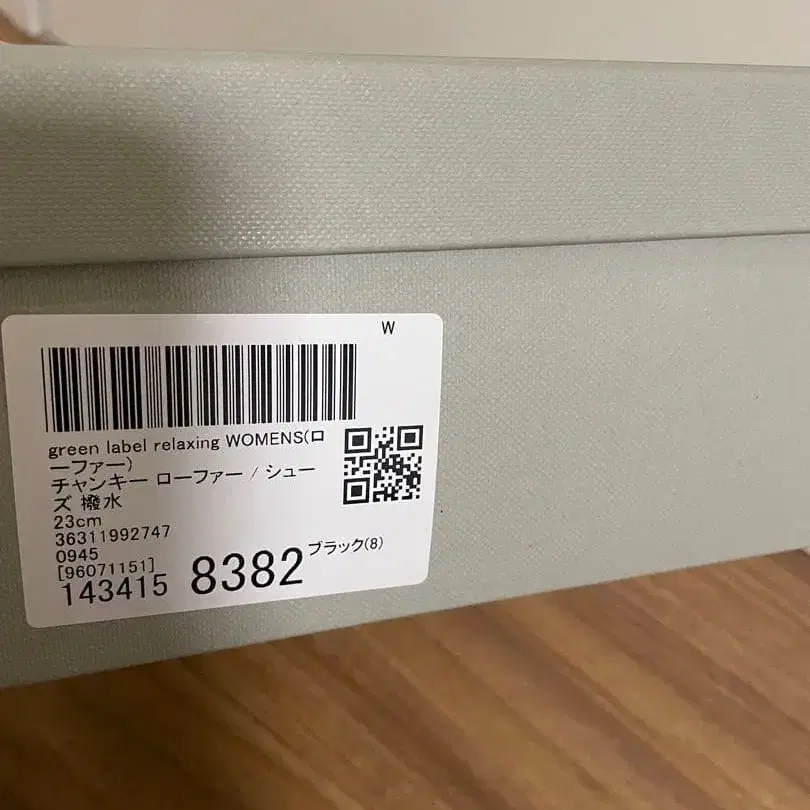 W
green label relaxing WOMENS(ロ
ーファー)
チャンキー ローファー / シュー
ズ 撥水
23cm
36311992747
0945
[96071151]
143415 8382 ブラック(8)